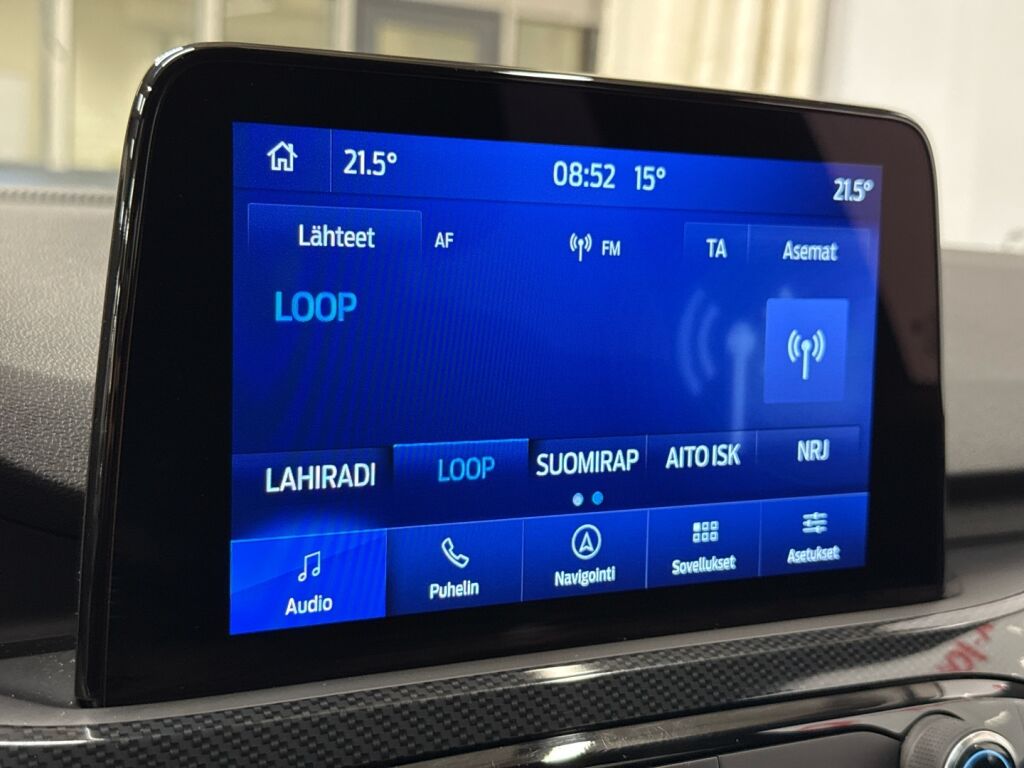 21.5° 08:52 15° 21.5°
Lähteet AF FM TA Asemat
LOOP
LAHIRADI LOOP SUOMIRAP AITO ISK NRJ
Audio Puhelin Navigointi Sovellukset Asetukset